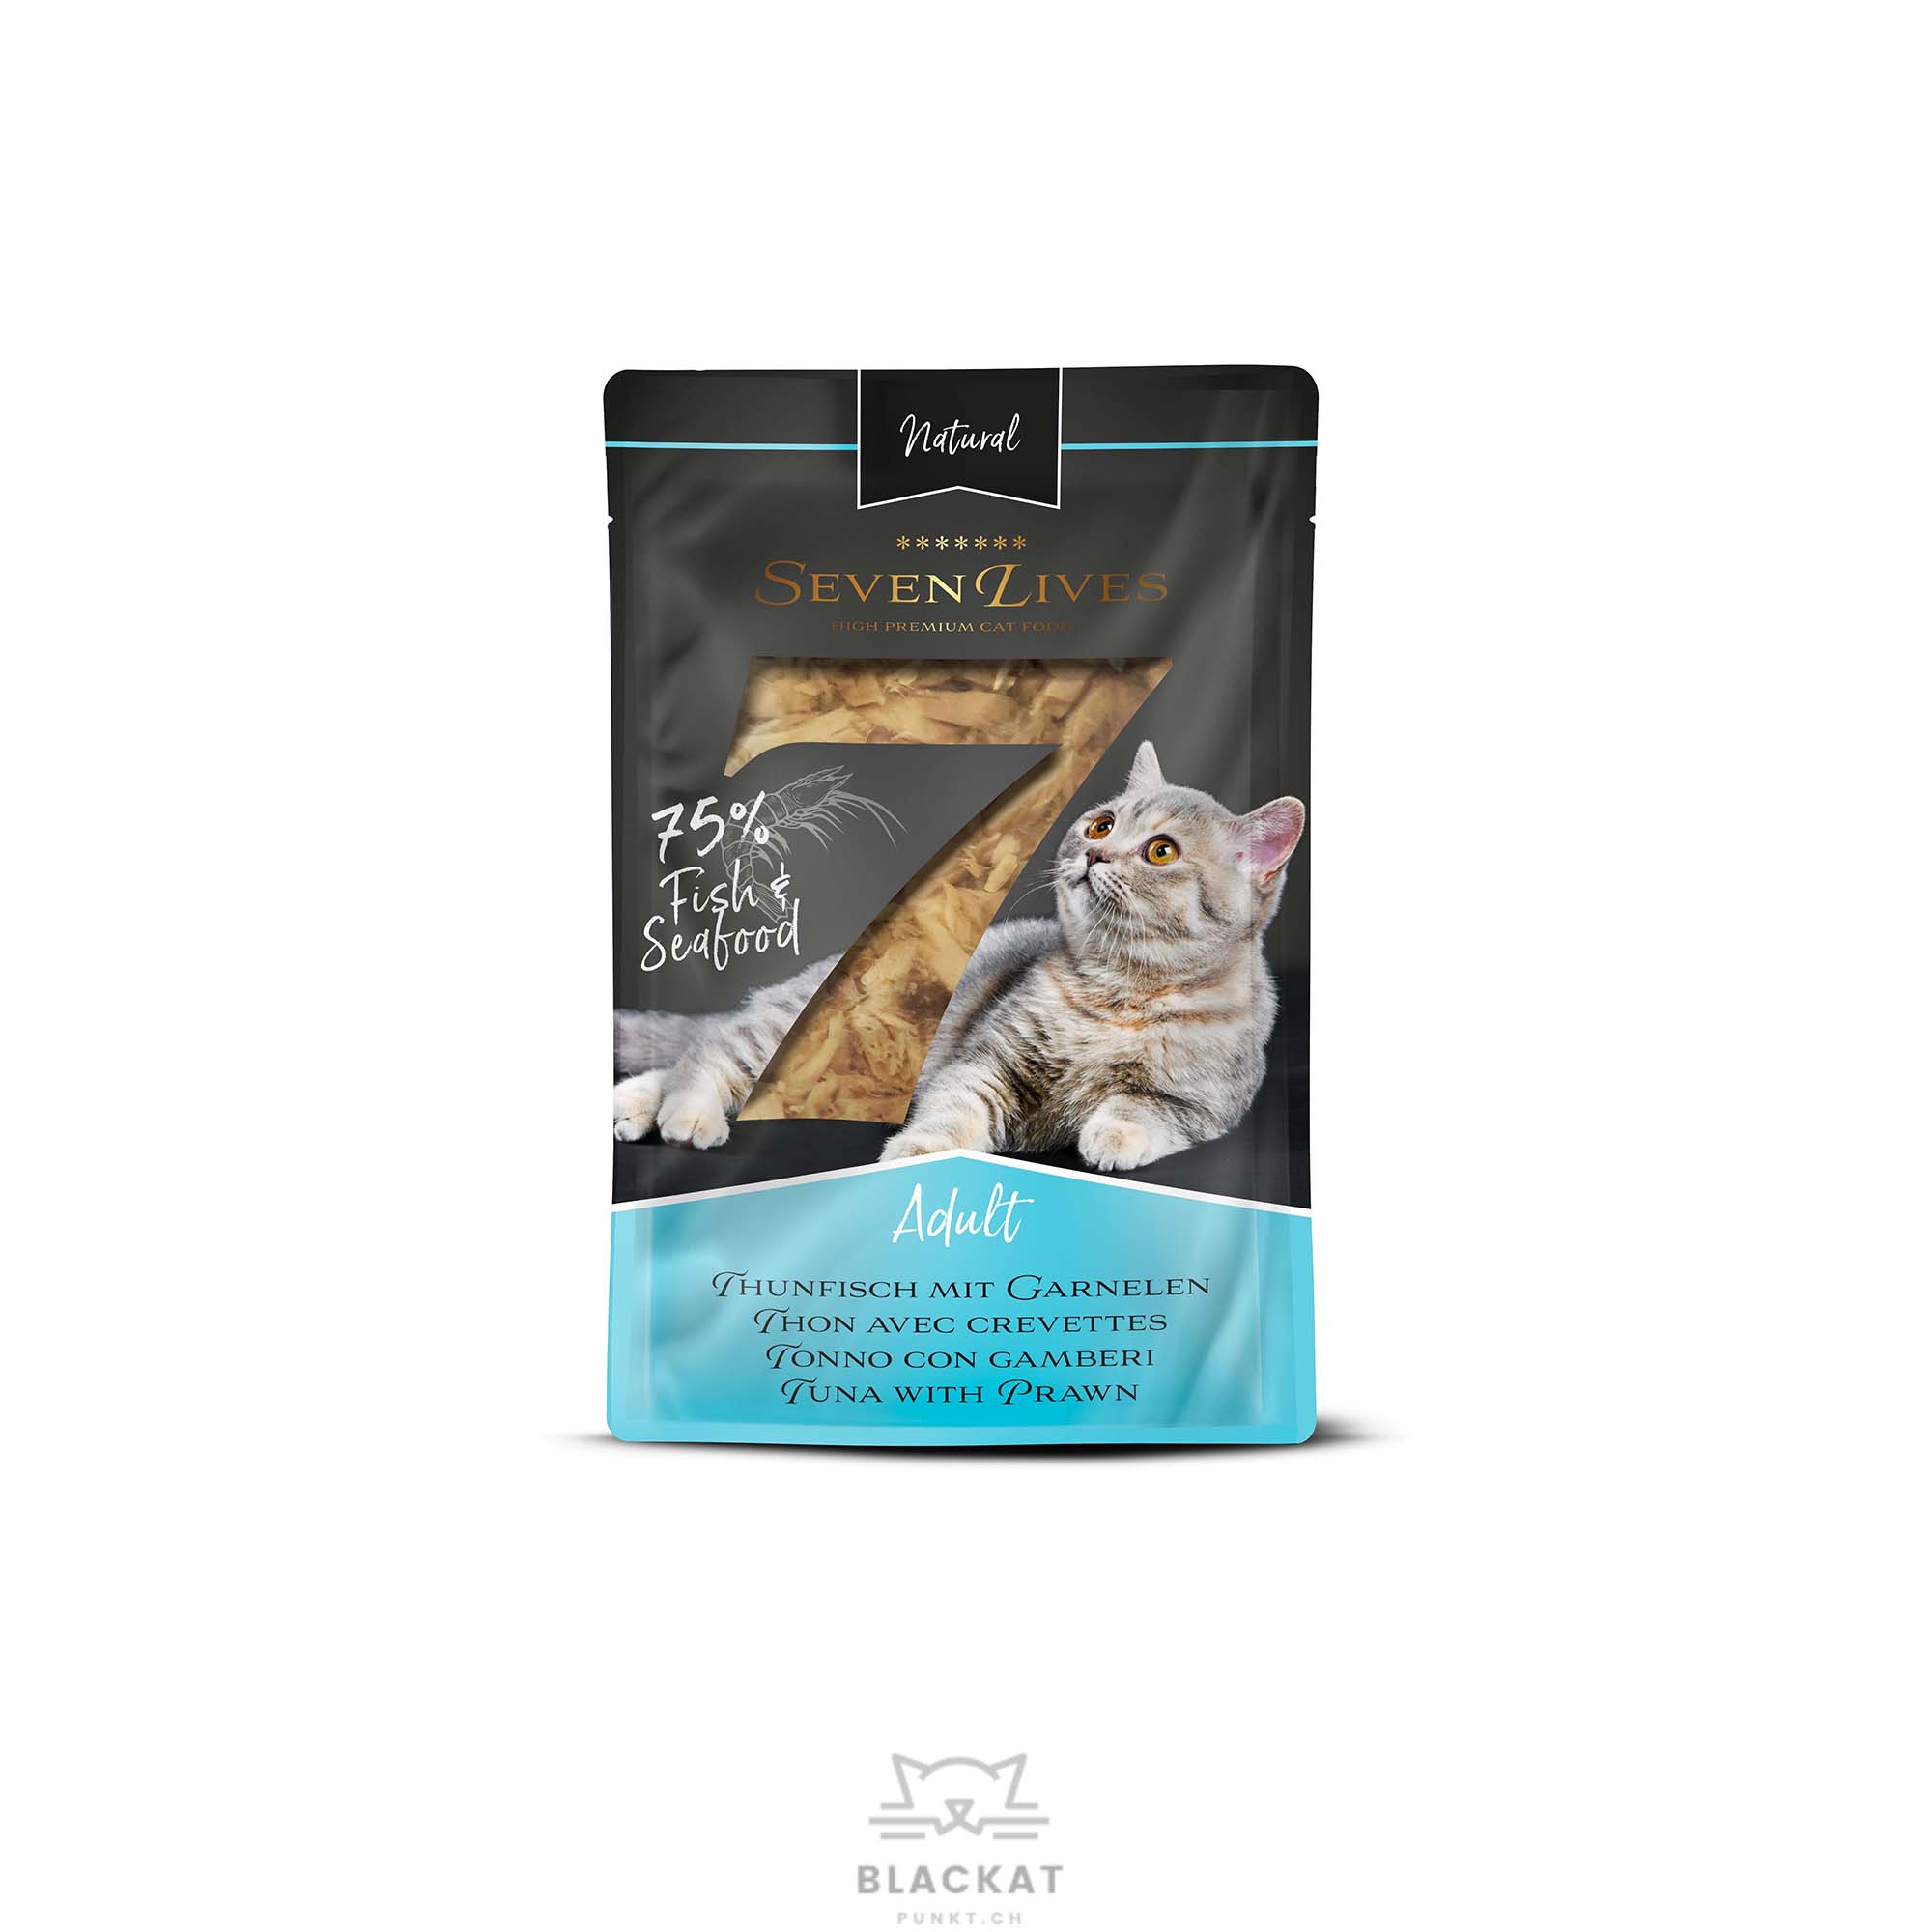 Natural
*******
SEVEN LIVES
HIGH PREMIUM CAT FOOD
75%
Fish &
Seafood
Adult
THUNFISCH MIT GARNELEN
THON AVEC CREVETTES
TONNO CON GAMBERI
TUNA WITH PRAWN
BLACKAT
PUNKT.CH